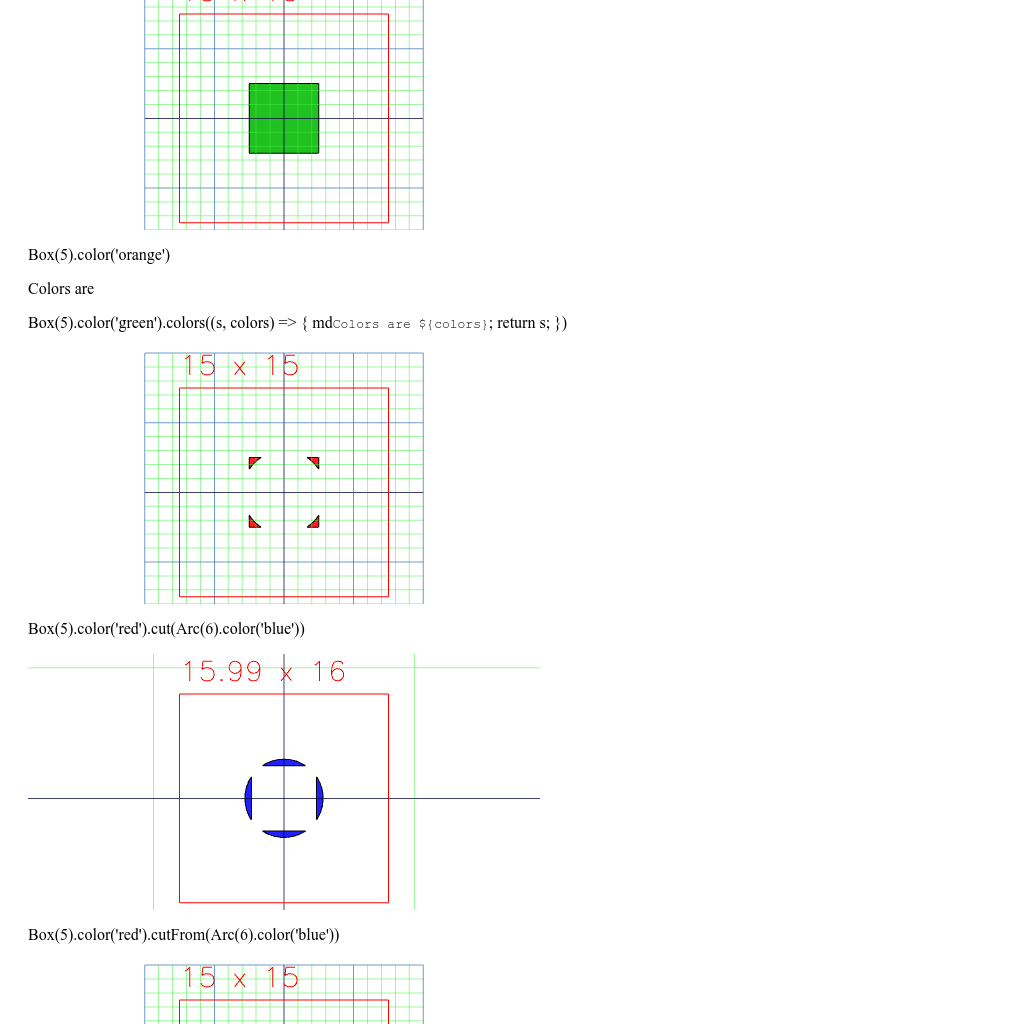 Box(5).color('orange')
Colors are
Box(5).color('green').colors((s, colors) => { mdColors are ${colors}; return s; })
15 x 15
Box(5).color('red').cut(Arc(6).color('blue'))
15.99 x 16
Box(5).color('red').cutFrom(Arc(6).color('blue'))
15 x 15